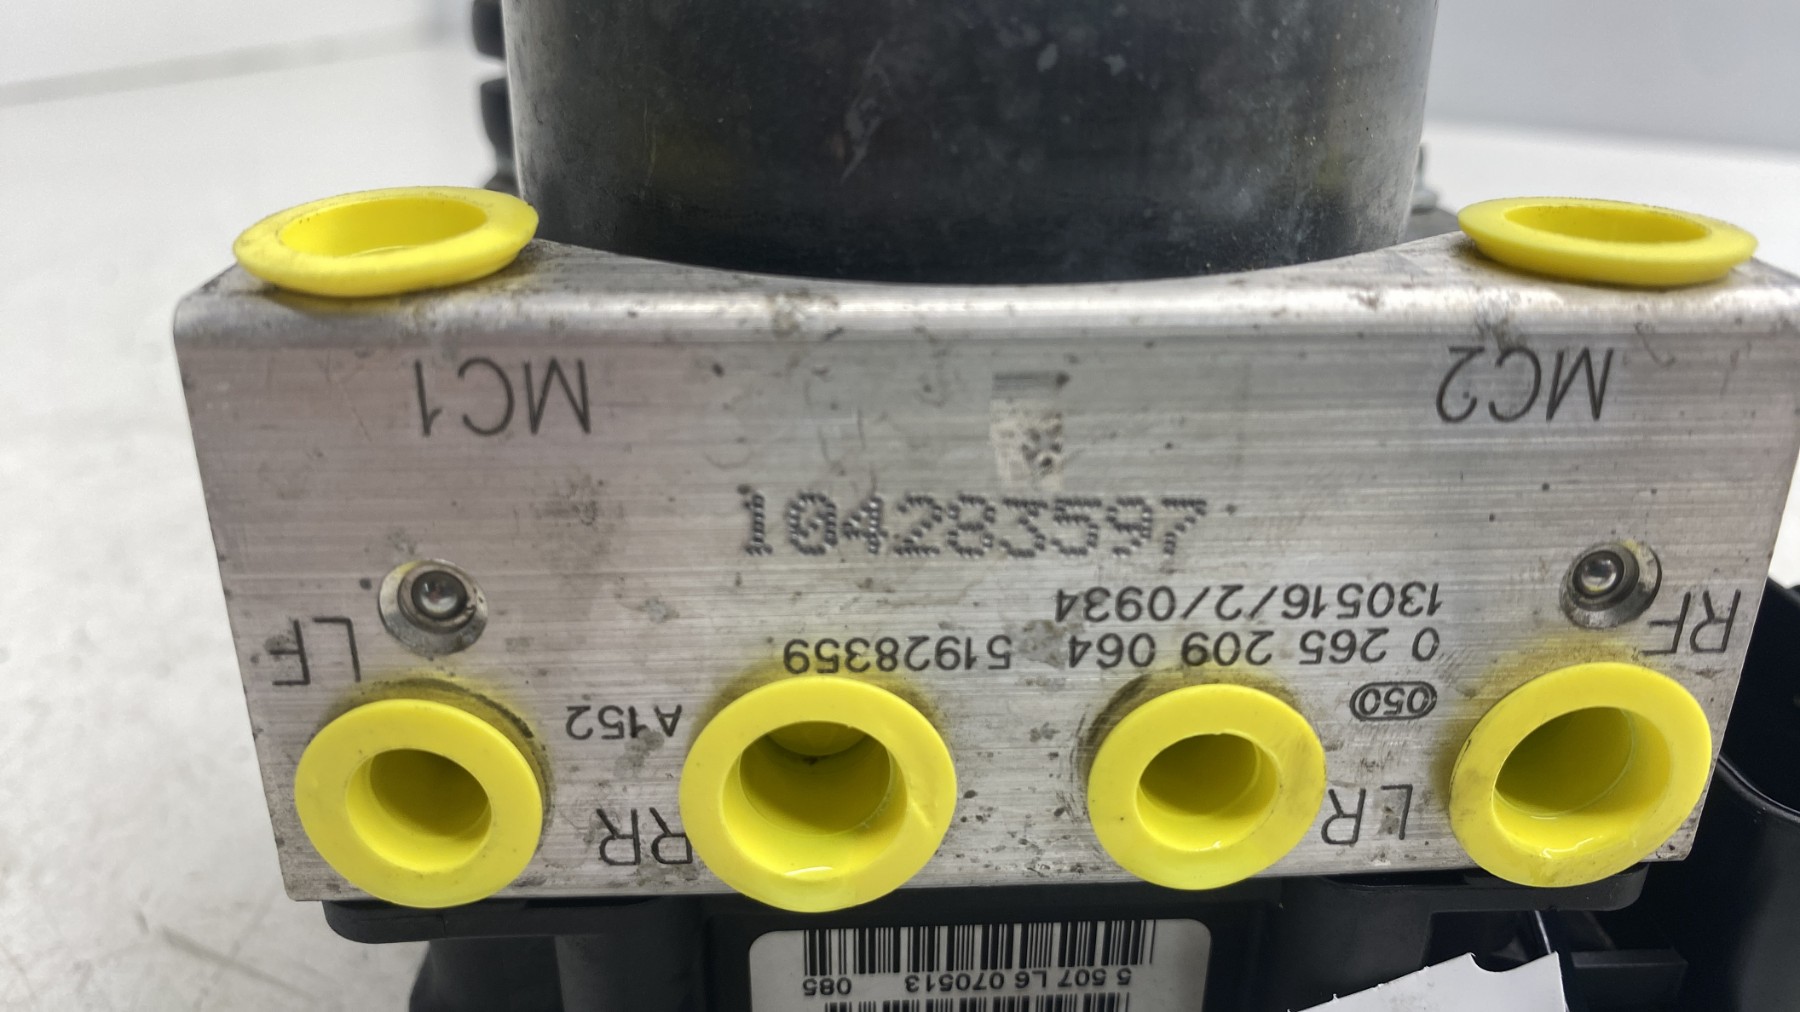 5 507 L6 070513 085
LR
RR
050
A152
0 265 209 064 51928359
130516/2/0934
RF
LF
104283597
MC2
MC1